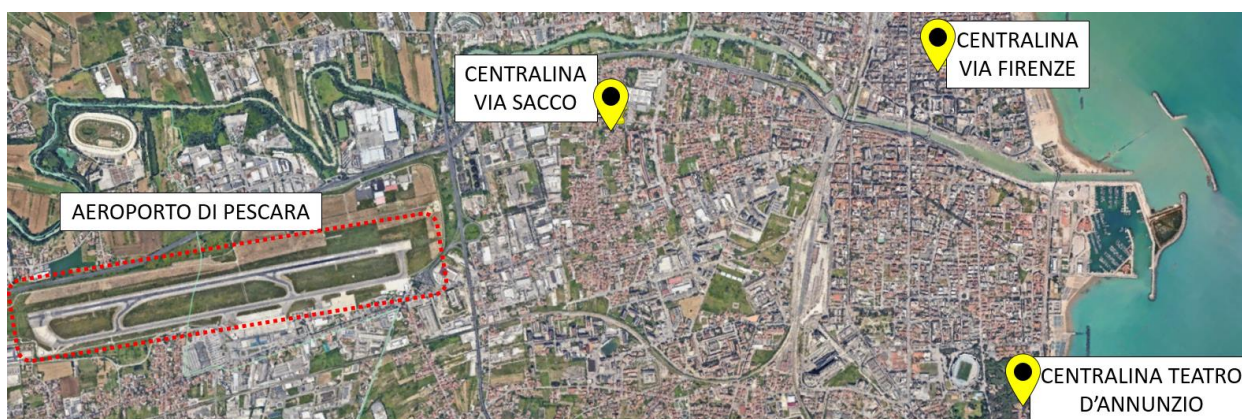 CENTRALINA
VIA FIRENZE
CENTRALINA
VIA SACCO
AEROPORTO DI PESCARA
CENTRALINA TEATRO
D'ANNUNZIO